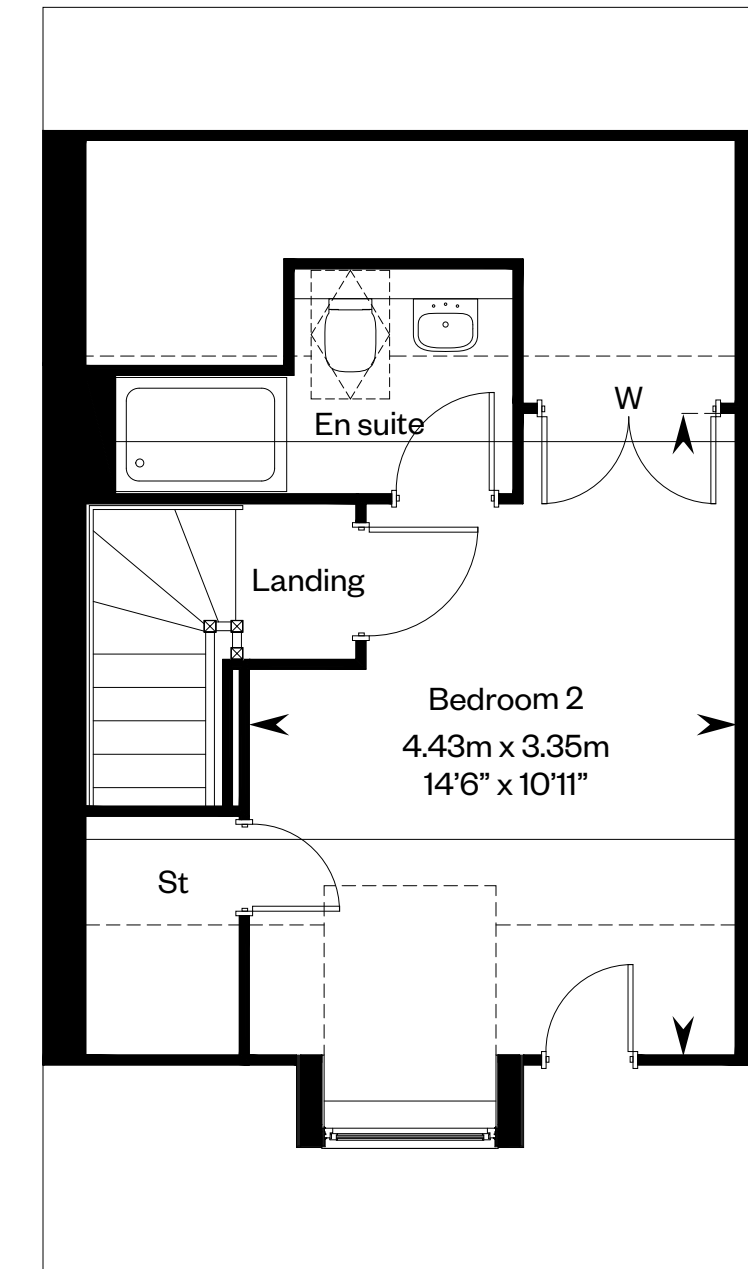 W
En suite
Landing
Bedroom 2
4.43m x 3.35m
14’6” x 10’11”
St